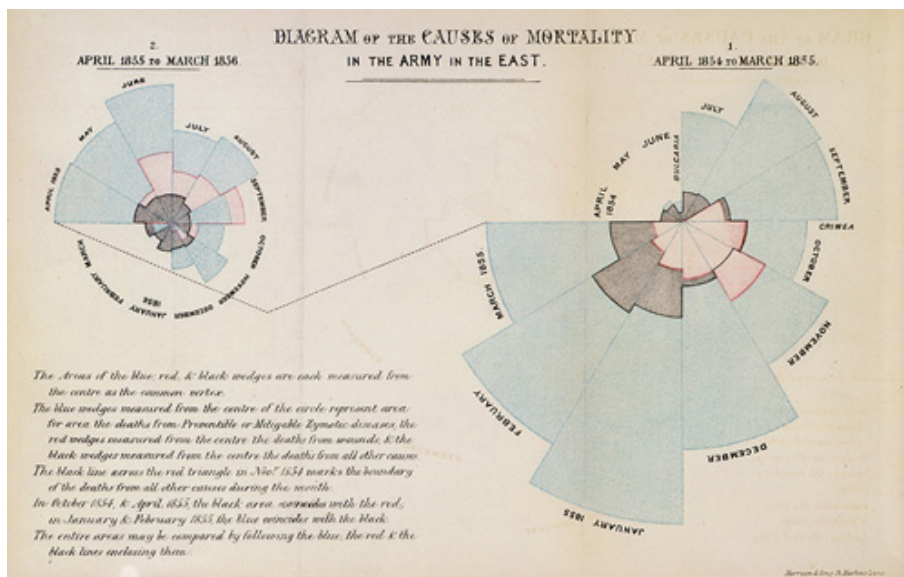 DIAGRAM OF THE CAUSES OF MORTALITY
IN THE ARMY IN THE EAST.
2.
APRIL 1855 TO MARCH 1856.
JUNE
MAY
JULY
AUGUST
APRIL 1855
SEPTEMBER
OCTOBER
NOVEMBER
DECEMBER
JANUARY 1856
FEBRUARY
MARCH
1.
APRIL 1854 TO MARCH 1855.
JULY
AUGUST
JUNE
BULGARIA
MAY
SEPTEMBER
APRIL 1854
CRIMEA
OCTOBER
MARCH 1855.
NOVEMBER
FEBRUARY
DECEMBER
JANUARY 1855
The Areas of the blue, red, & black wedges are each measured from
the centre as the common vertex.
The blue wedges measured from the centre of the circle represent area
for area the deaths from Preventible or Mitigable Zymotic diseases, the
red wedges measured from the centre the deaths from wounds, & the
black wedges measured from the centre the deaths from all other causes.
The black line across the red triangle in Novr. 1854 marks the boundary
of the deaths from all other causes during the month.
In October 1854, & April 1855, the black area coincides with the red,
in January & February 1855, the blue coincides with the black.
The entire areas may be compared by following the blue, the red & the
black lines enclosing them.